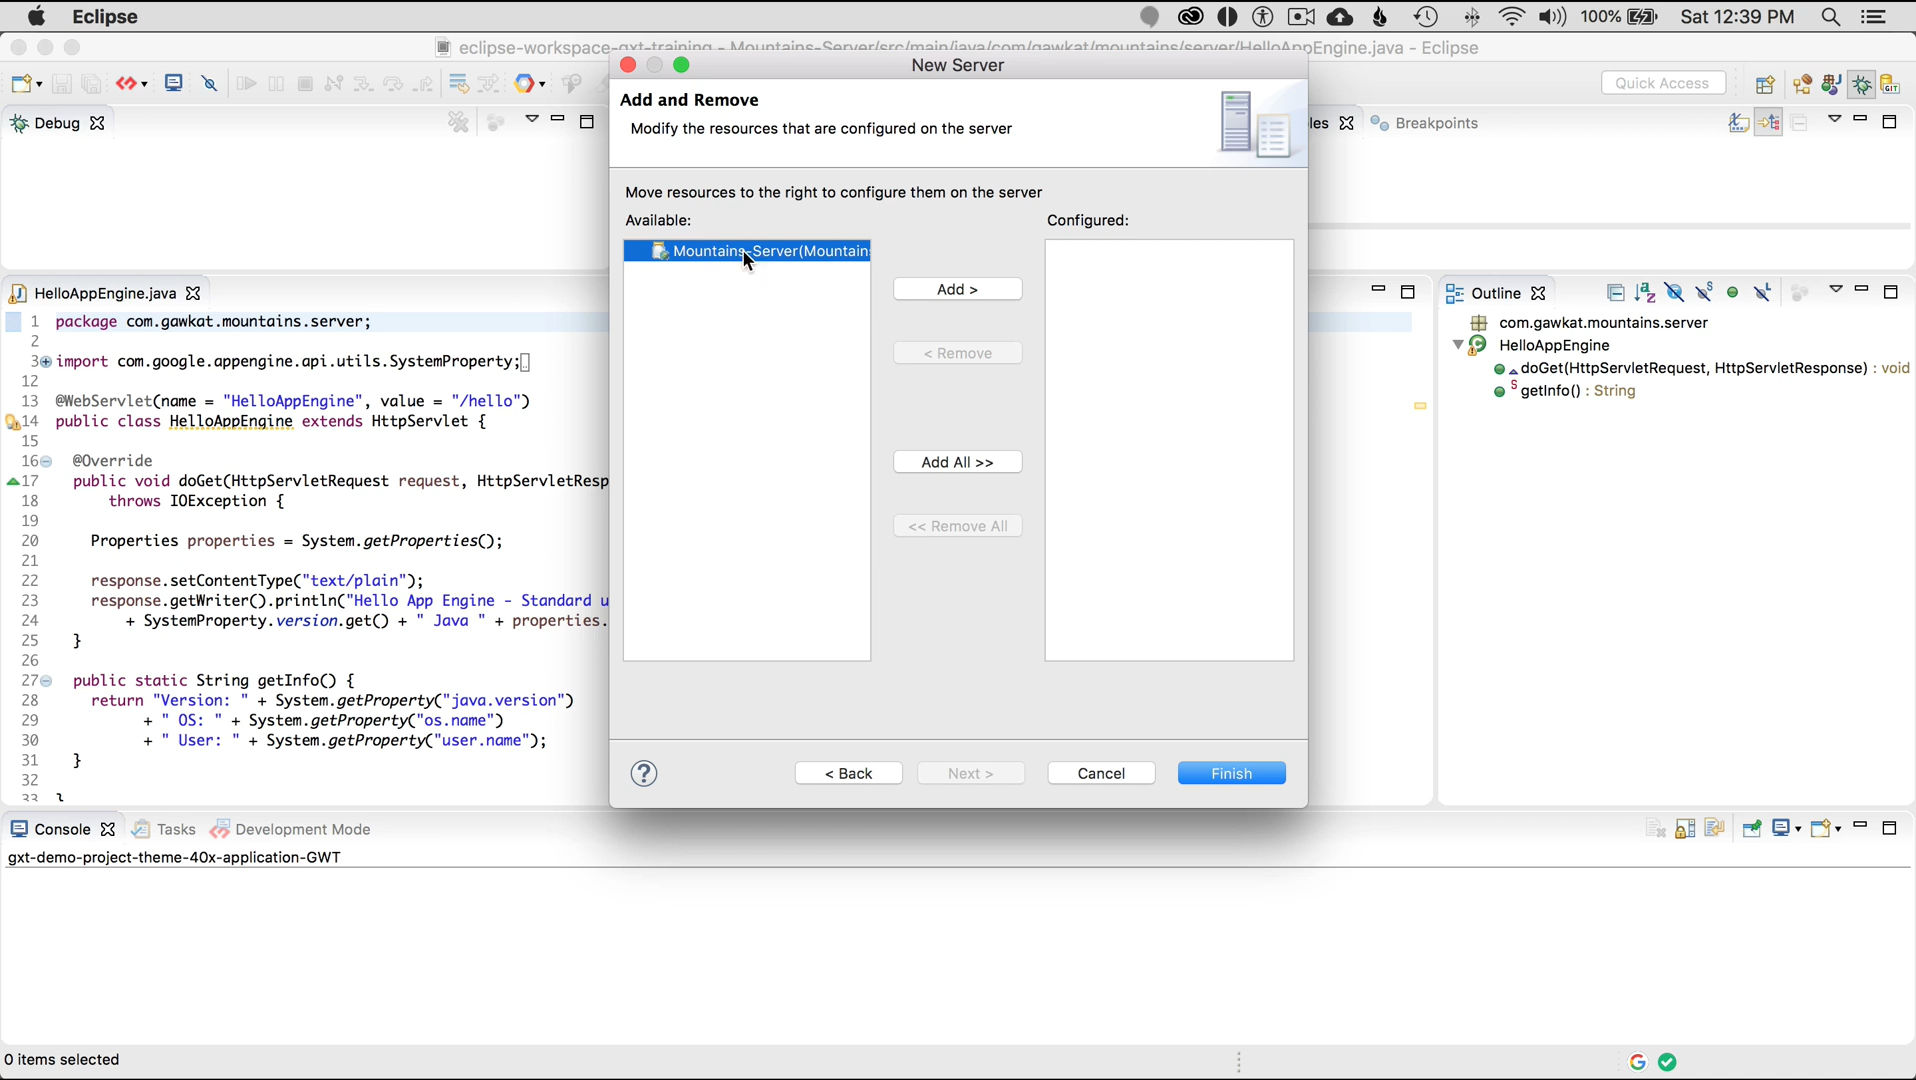 Eclipse
100%
Sat 12:39 PM
eclipse-workspace-gxt-training - Mountains-Server/src/main/java/com/gawkat/mountains/server/HelloAppEngine.java - Eclipse
New Server
Quick Access
Debug
Add and Remove
Modify the resources that are configured on the server
les
Breakpoints
Move resources to the right to configure them on the server
Available:
Configured:
Mountains-Server(Mountains
Add >
< Remove
Add All >>
<< Remove All
< Back
Next >
Cancel
Finish
HelloAppEngine.java
1 package com.gawkat.mountains.server;
2
3 import com.google.appengine.api.utils.SystemProperty;
12
13 @WebServlet(name = "HelloAppEngine", value = "/hello")
14 public class HelloAppEngine extends HttpServlet {
15
16 @Override
17 public void doGet(HttpServletRequest request, HttpServletResp
18 throws IOException {
19
20 Properties properties = System.getProperties();
21
22 response.setContentType("text/plain");
23 response.getWriter().println("Hello App Engine - Standard u
24 + SystemProperty.version.get() + " Java " + properties.
25 }
26
27 public static String getInfo() {
28 return "Version: " + System.getProperty("java.version")
29 + " OS: " + System.getProperty("os.name")
30 + " User: " + System.getProperty("user.name");
31 }
32
33 }
Outline
com.gawkat.mountains.server
HelloAppEngine
doGet(HttpServletRequest, HttpServletResponse) : void
getInfo() : String
Console
Tasks
Development Mode
gxt-demo-project-theme-40x-application-GWT
0 items selected